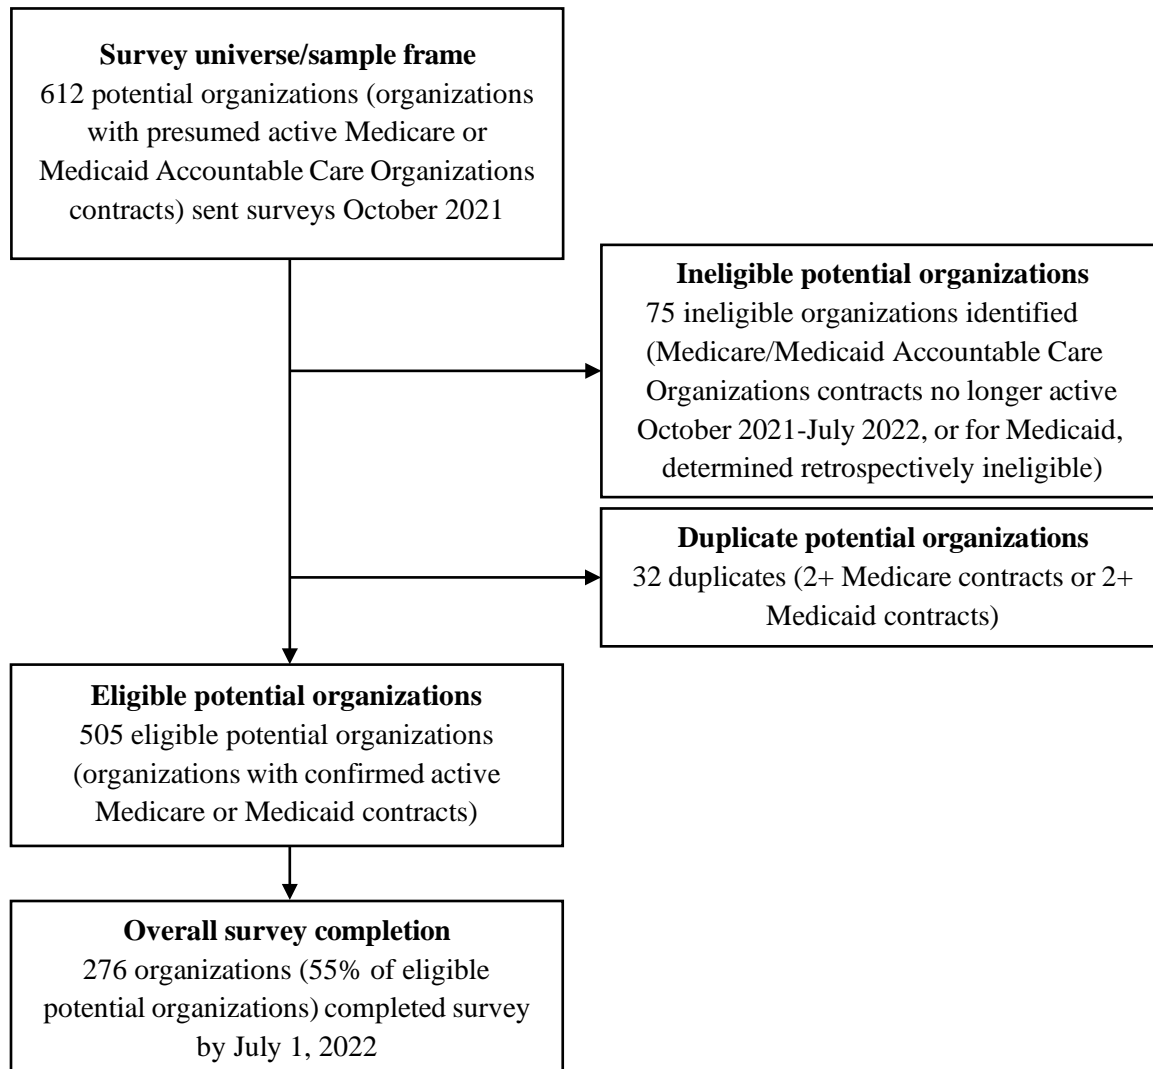 Survey universe/sample frame
612 potential organizations (organizations
with presumed active Medicare or
Medicaid Accountable Care Organizations
contracts) sent surveys October 2021
Ineligible potential organizations
75 ineligible organizations identified
(Medicare/Medicaid Accountable Care
Organizations contracts no longer active
October 2021-July 2022, or for Medicaid,
determined retrospectively ineligible)
Duplicate potential organizations
32 duplicates (2+ Medicare contracts or 2+
Medicaid contracts)
Eligible potential organizations
505 eligible potential organizations
(organizations with confirmed active
Medicare or Medicaid contracts)
Overall survey completion
276 organizations (55% of eligible
potential organizations) completed survey
by July 1, 2022